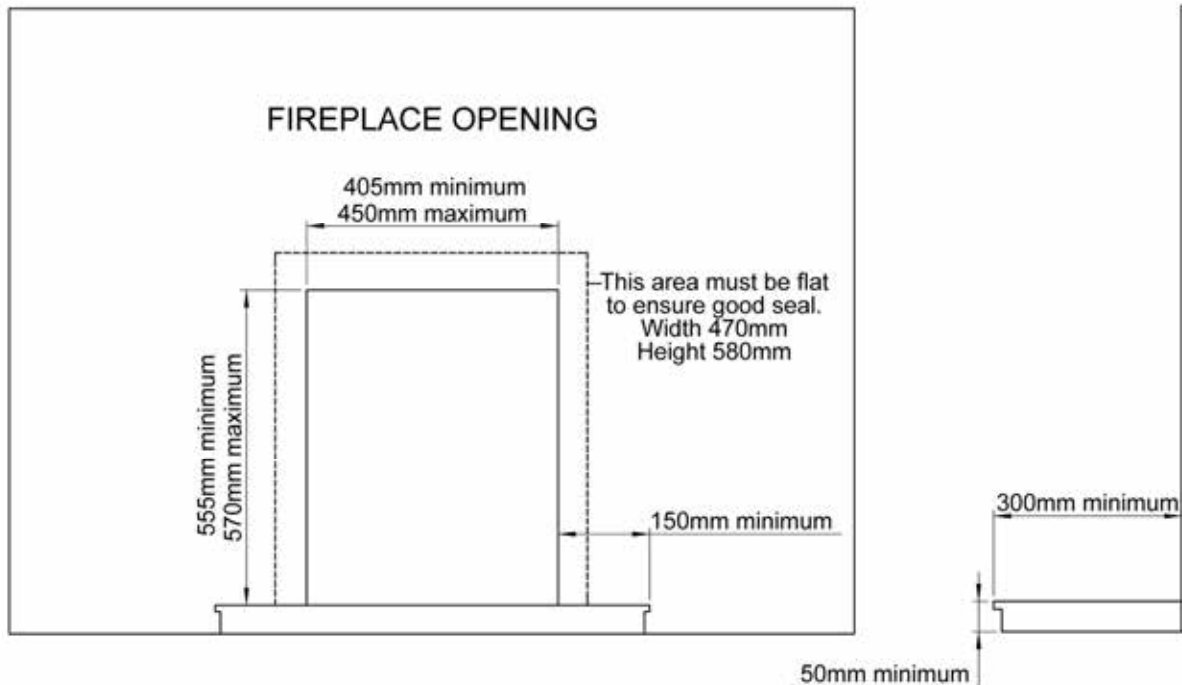 FIREPLACE OPENING
405mm minimum
450mm maximum
This area must be flat
to ensure good seal.
Width 470mm
Height 580mm
555mm minimum
570mm maximum
150mm minimum
300mm minimum
50mm minimum